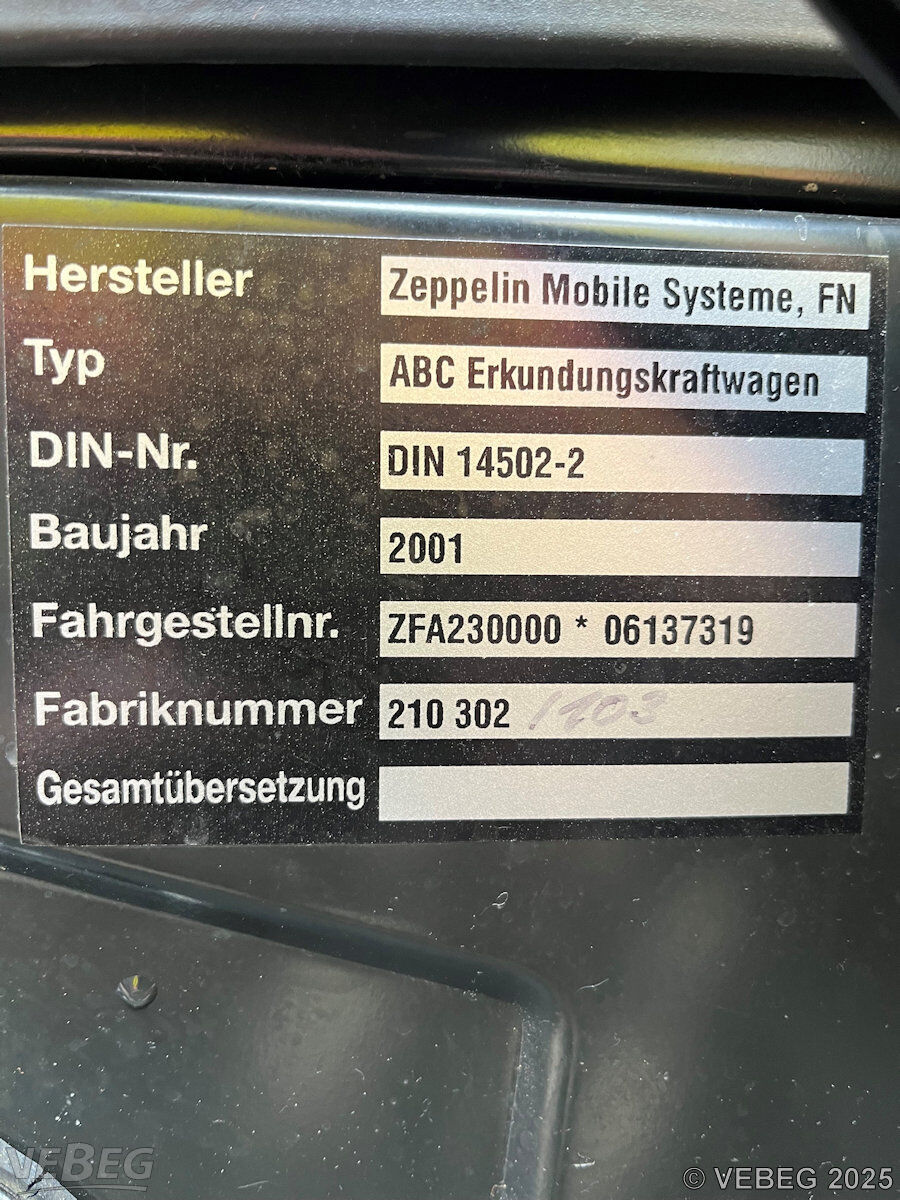 Hersteller Zeppelin Mobile Systeme, FN
Typ ABC Erkundungskraftwagen
DIN-Nr. DIN 14502-2
Baujahr 2001
Fahrgestellnr. ZFA230000 * 06137319
Fabriknummer 210 302 /103
Gesamtübersetzung
VEBEG
© VEBEG 2025